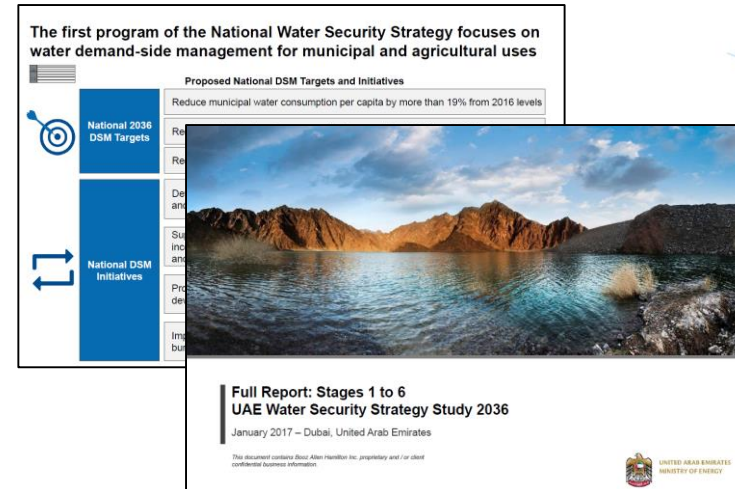 The first program of the National Water Security Strategy focuses on
water demand-side management for municipal and agricultural uses
Proposed National DSM Targets and Initiatives
National 2036
DSM Targets
Reduce municipal water consumption per capita by more than 19% from 2016 levels
National DSM
Initiatives
Full Report: Stages 1 to 6
UAE Water Security Strategy Study 2036
January 2017 – Dubai, United Arab Emirates
This document contains Booz Allen Hamilton Inc. proprietary and / or client
confidential business information.
UNITED ARAB EMIRATES
MINISTRY OF ENERGY